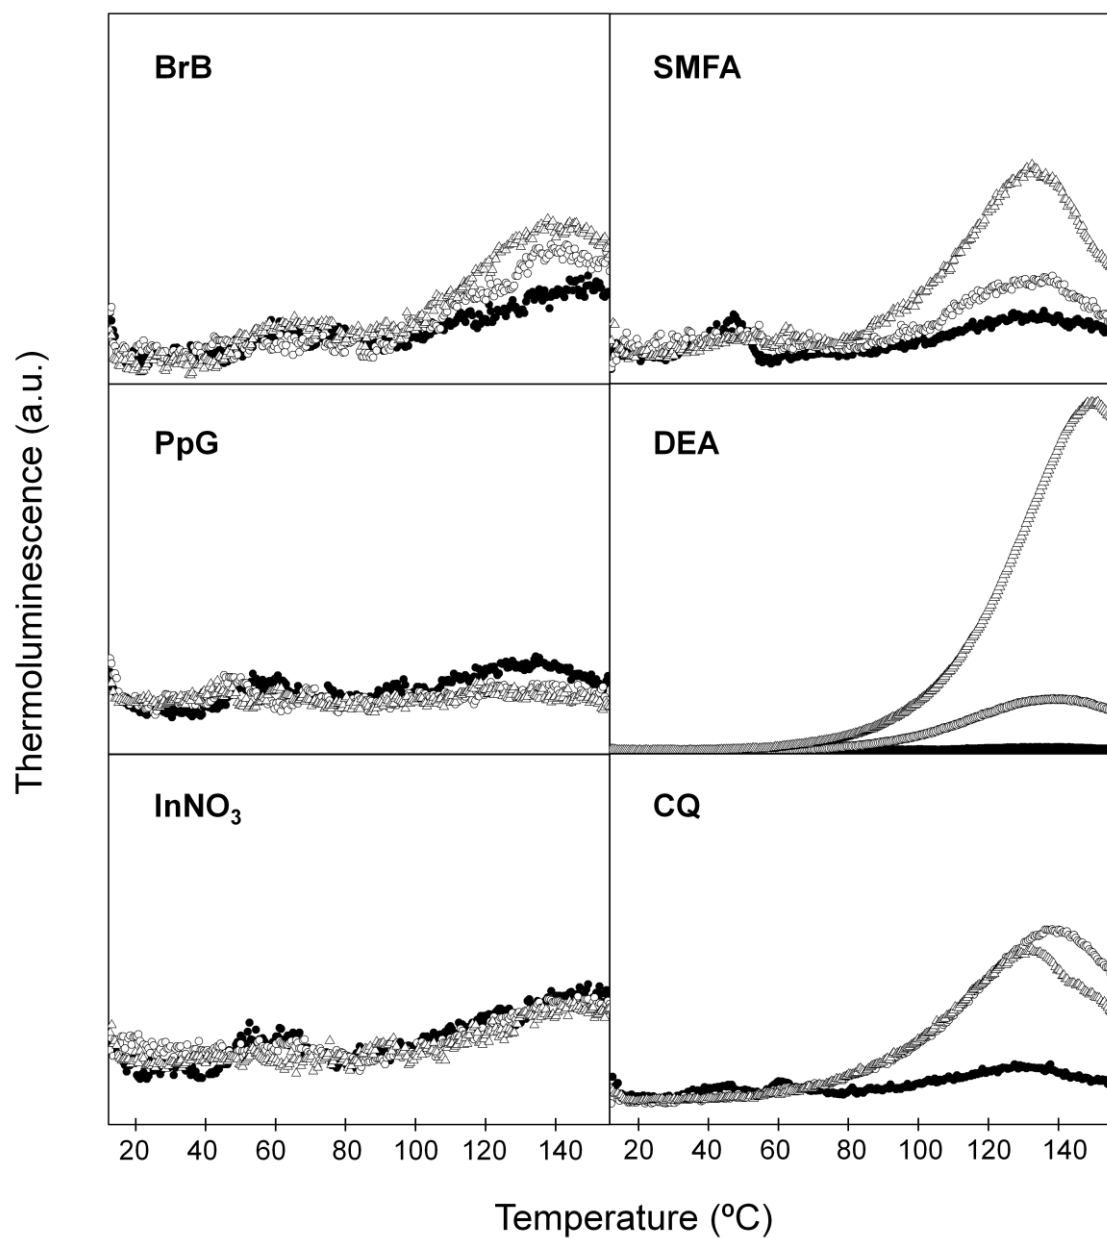 BrB
SMFA
PpG
DEA
InNO₃
CQ
Thermoluminescence (a.u.)
20 40 60 80 100 120 140 20 40 60 80 100 120 140
Temperature (ºC)